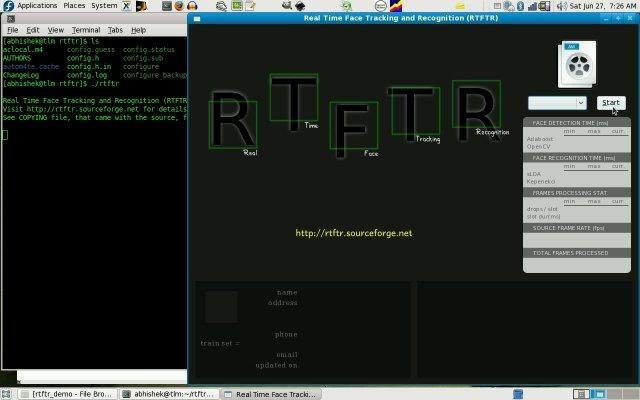 Applications Places System
Sat Jun 27, 7:26 AM
File Edit View Terminal Tabs Help
Real Time Face Tracking and Recognition (RTFTR)
[abhishek@tlm rtftr]$ ls
aclocal.m4 config.guess config.status
AUTHORS config.h config.sub
autom4te.cache config.h.in configure
ChangeLog config.log configure_backup
[abhishek@tlm rtftr]$ ./rtftr
Real Time Face Tracking and Recognition (RTFTR
Visit http://rtftr.sourceforge.net for details
See COPYING file, that came with the source, f
R T F T R
Real Time Face Tracking Recognition
http://rtftr.sourceforge.net
Start
FACE DETECTION TIME (ms)
min max curr.
Adaboost
OpenCV
FACE RECOGNITION TIME (ms)
min max curr.
sLDA
Kepenekci
FRAMES PROCESSING STAT.
min max curr.
drops / slot
slot dur(ms)
SOURCE FRAME RATE (fps)
TOTAL FRAMES PROCESSED
name
address
phone
train set =
email
updated on
[rtftr_demo - File Bro...
abhishek@tlm:~/rtftr...
Real Time Face Tracki...